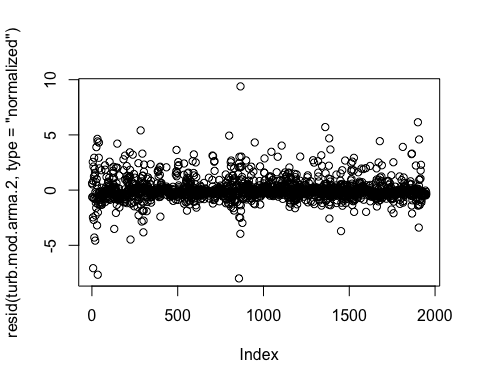 resid(turb.mod.arma.2, type = "normalized")
10
5
0
-5
0 500 1000 1500 2000
Index